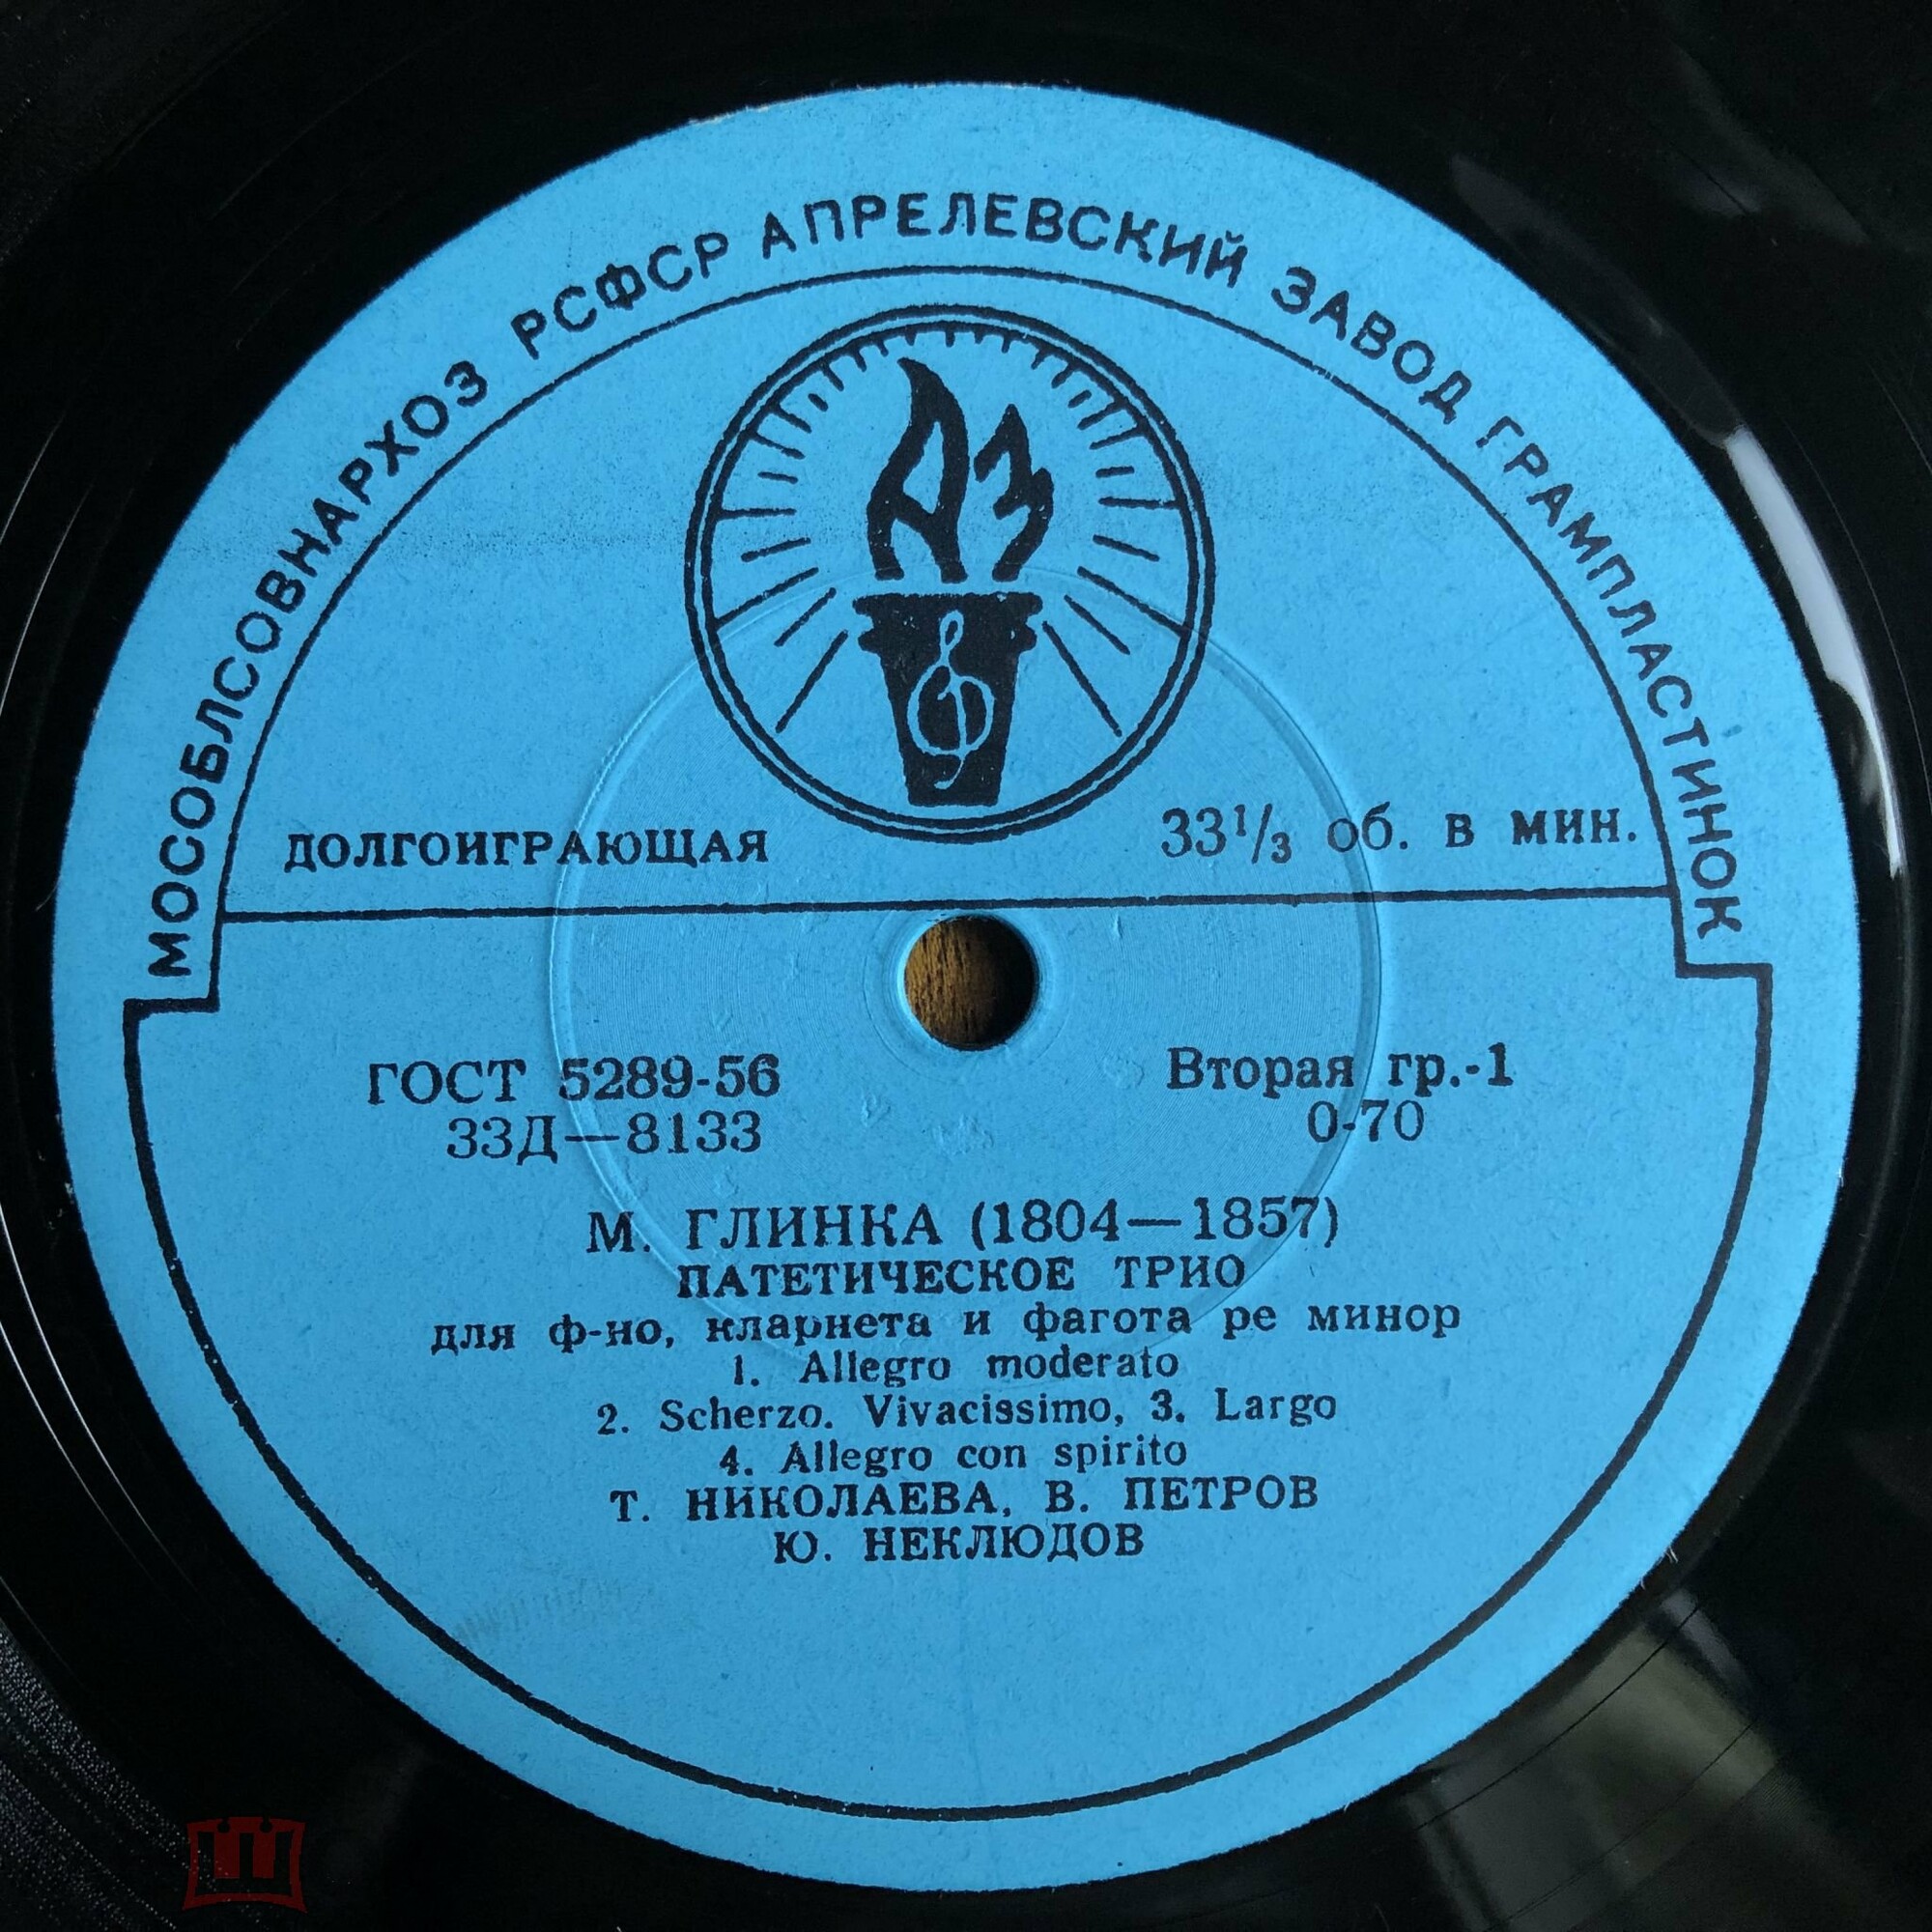 МОСОБЛСОВНАРХОЗ РСФСР АПРЕЛЕВСКИЙ ЗАВОД ГРАМПЛАСТИНОК
АЗ
ДОЛГОИГРАЮЩАЯ 33⅓ об. в мин.
ГОСТ 5289-56 Вторая гр.-1
33Д—8133 0-70
М. ГЛИНКА (1804—1857)
ПАТЕТИЧЕСКОЕ ТРИО
для ф-но, кларнета и фагота ре минор
1. Allegro moderato
2. Scherzo. Vivacissimo, 3. Largo
4. Allegro con spirito
Т. НИКОЛАЕВА, В. ПЕТРОВ
Ю. НЕКЛЮДОВ